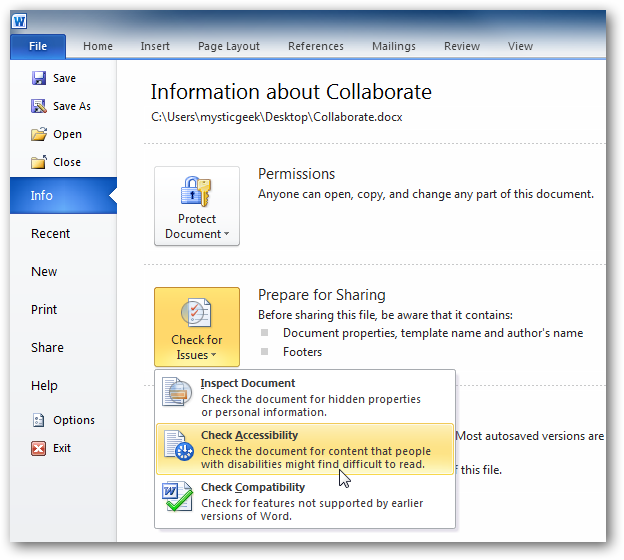 File Home Insert Page Layout References Mailings Review View
Save
Save As
Open
Close
Info
Recent
New
Print
Share
Help
Options
Exit
Information about Collaborate
C:\Users\mysticgeek\Desktop\Collaborate.docx
Protect
Document
Permissions
Anyone can open, copy, and change any part of this document.
Check for
Issues
Prepare for Sharing
Before sharing this file, be aware that it contains:
Document properties, template name and author's name
Footers
Inspect Document
Check the document for hidden properties
or personal information.
Check Accessibility
Check the document for content that people
with disabilities might find difficult to read.
Check Compatibility
Check for features not supported by earlier
versions of Word.
Most autosaved versions are
of this file.